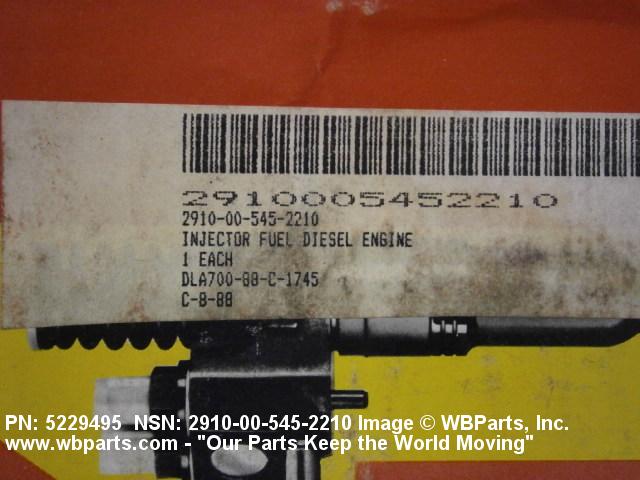 2910005452210
2910-00-545-2210
INJECTOR FUEL DIESEL ENGINE
1 EACH
DLA700-88-C-1745
C-8-88
PN: 5229495 NSN: 2910-00-545-2210 Image © WBParts, Inc.
www.wbparts.com - "Our Parts Keep the World Moving"